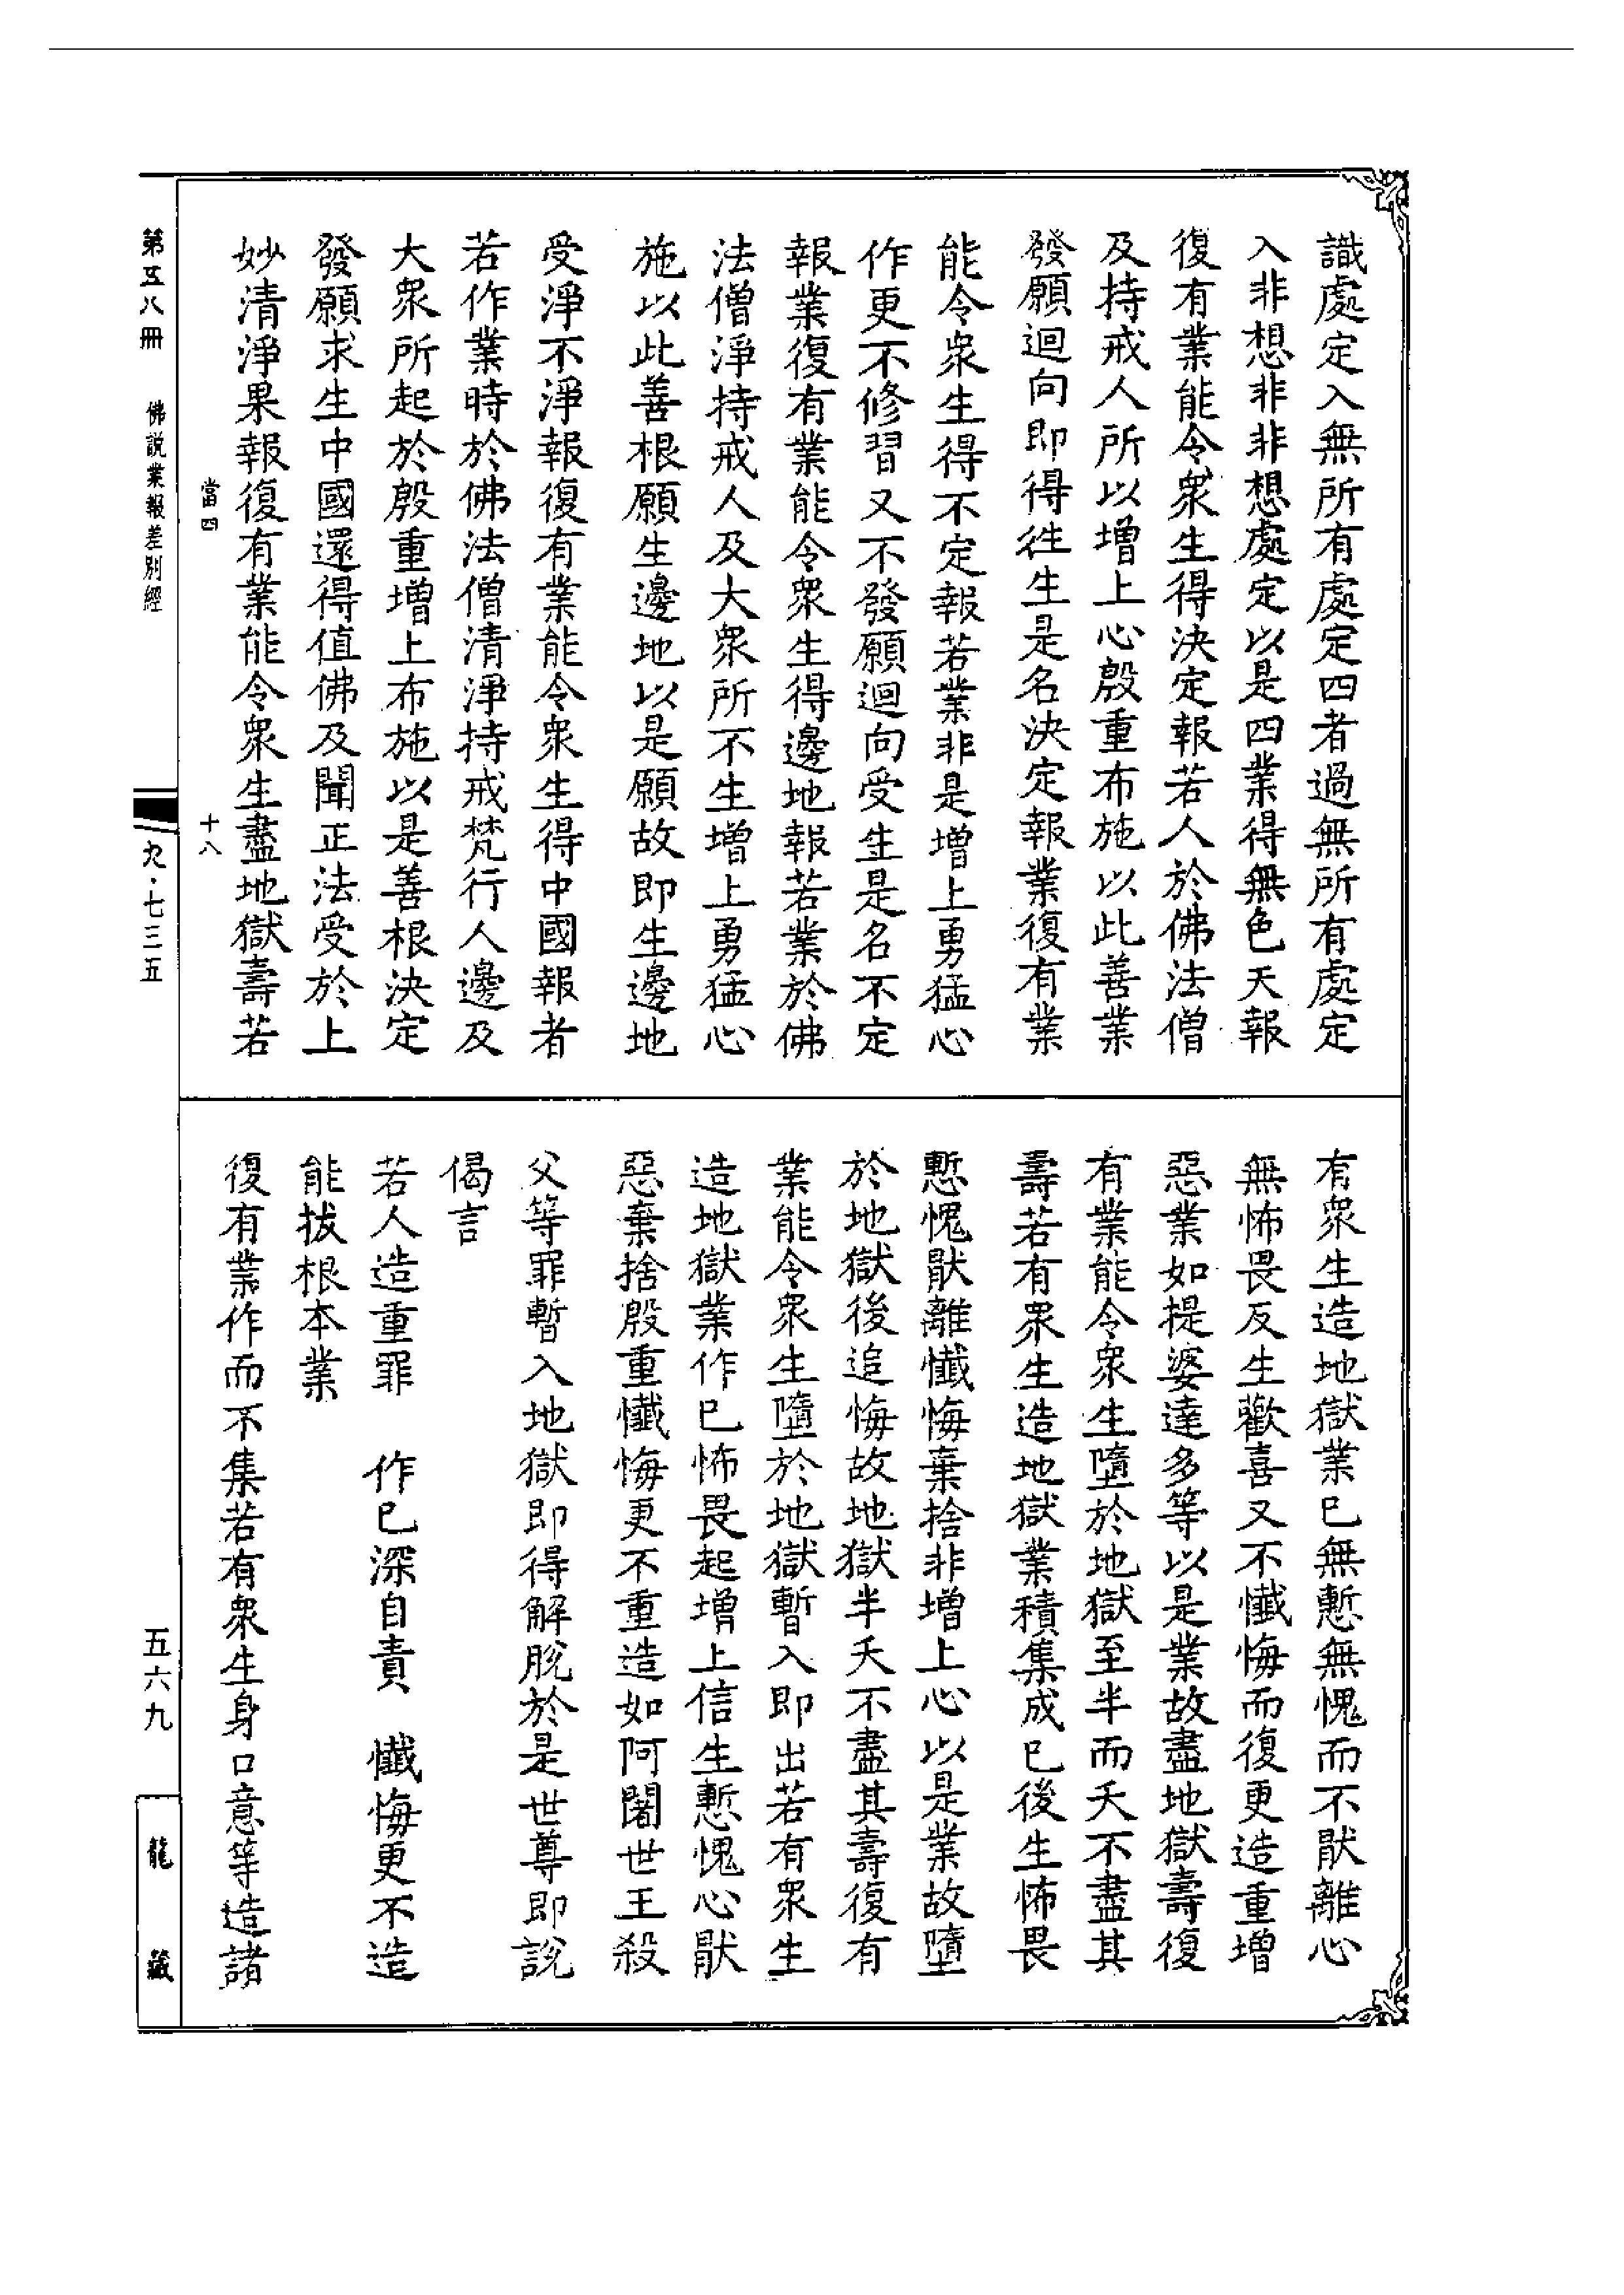 識處定入無所有處定四者過無所有處定
入非想非非想處定以是四業得無色天報
復有業能令衆生得決定報若人於佛法僧
及持戒人所以增上心殷重布施以此善業
發願迴向即得往生是名決定報業復有業
能令衆生得不定報若業非是增上勇猛心
作更不修習又不發願迴向受生是名不定
報業復有業能令衆生得邊地報若業於佛
法僧淨持戒人及大衆所不生增上勇猛心
施以此善根願生邊地以是願故即生邊地
受淨不淨報復有業能令衆生得中國報者
若作業時於佛法僧清淨持戒梵行人邊及
大衆所起於殷重增上布施以是善根決定
發願求生中國還得值佛及聞正法受於上
妙清淨果報復有業能令衆生盡地獄壽若
當四
十八
有衆生造地獄業已無慙無愧而不猒離心
無怖畏反生歡喜又不懺悔而復更造重增
惡業如提婆達多等以是業故盡地獄壽復
有業能令衆生墮於地獄至半而夭不盡其
壽若有衆生造地獄業積集成已後生怖畏
慙愧猒離懺悔棄捨非增上心以是業故墮
於地獄後追悔故地獄半夭不盡其壽復有
業能令衆生墮於地獄暫入即出若有衆生
造地獄業作已怖畏起增上信生慙愧心猒
惡棄捨殷重懺悔更不重造如阿闍世王殺
父等罪暫入地獄即得解脫於是世尊即說
偈言
若人造重罪　作已深自責　懺悔更不造
能拔根本業
復有業作而不集若有衆生身口意等造諸
第五八冊　佛説業報差別經
九·七三五
五六九
龍藏